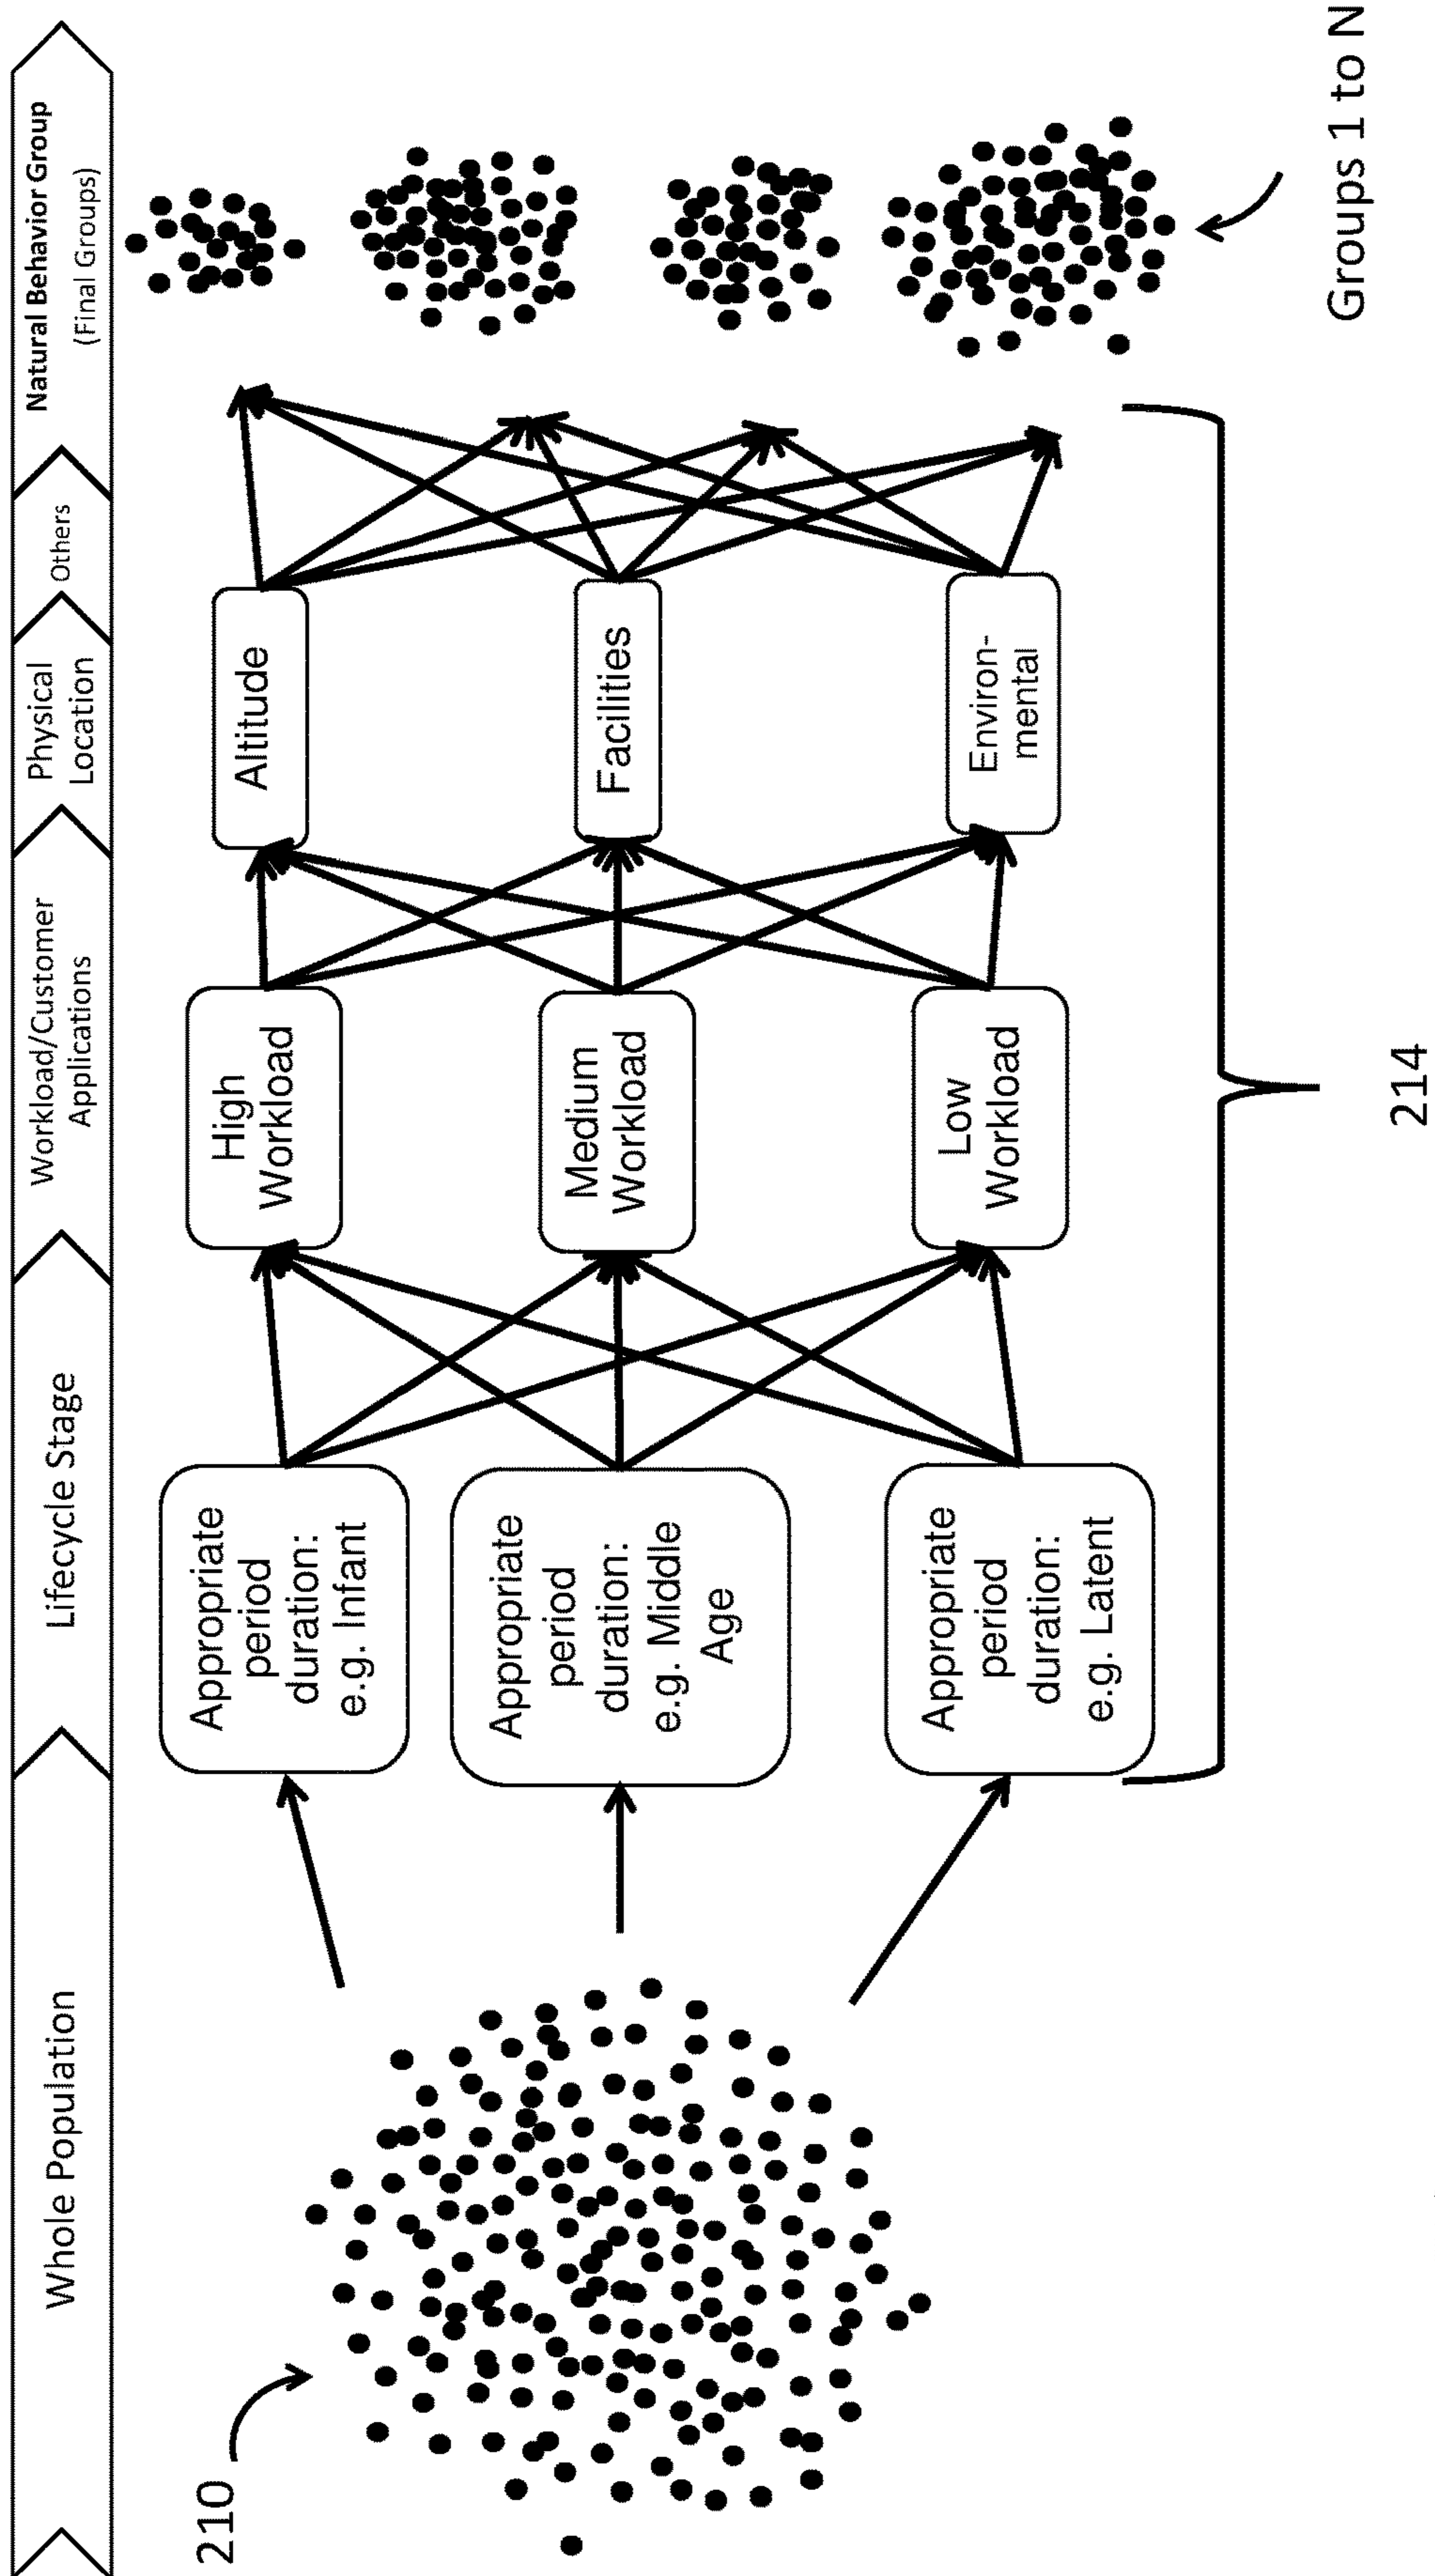 Whole Population
Lifecycle Stage
Workload/Customer
Applications
Physical
Location
Others
Natural Behavior Group
(Final Groups)
210
Appropriate
period
duration:
e.g. Infant
Appropriate
period
duration:
e.g. Middle
Age
Appropriate
period
duration:
e.g. Latent
High
Workload
Medium
Workload
Low
Workload
Altitude
Facilities
Environ-
mental
Groups 1 to N
214